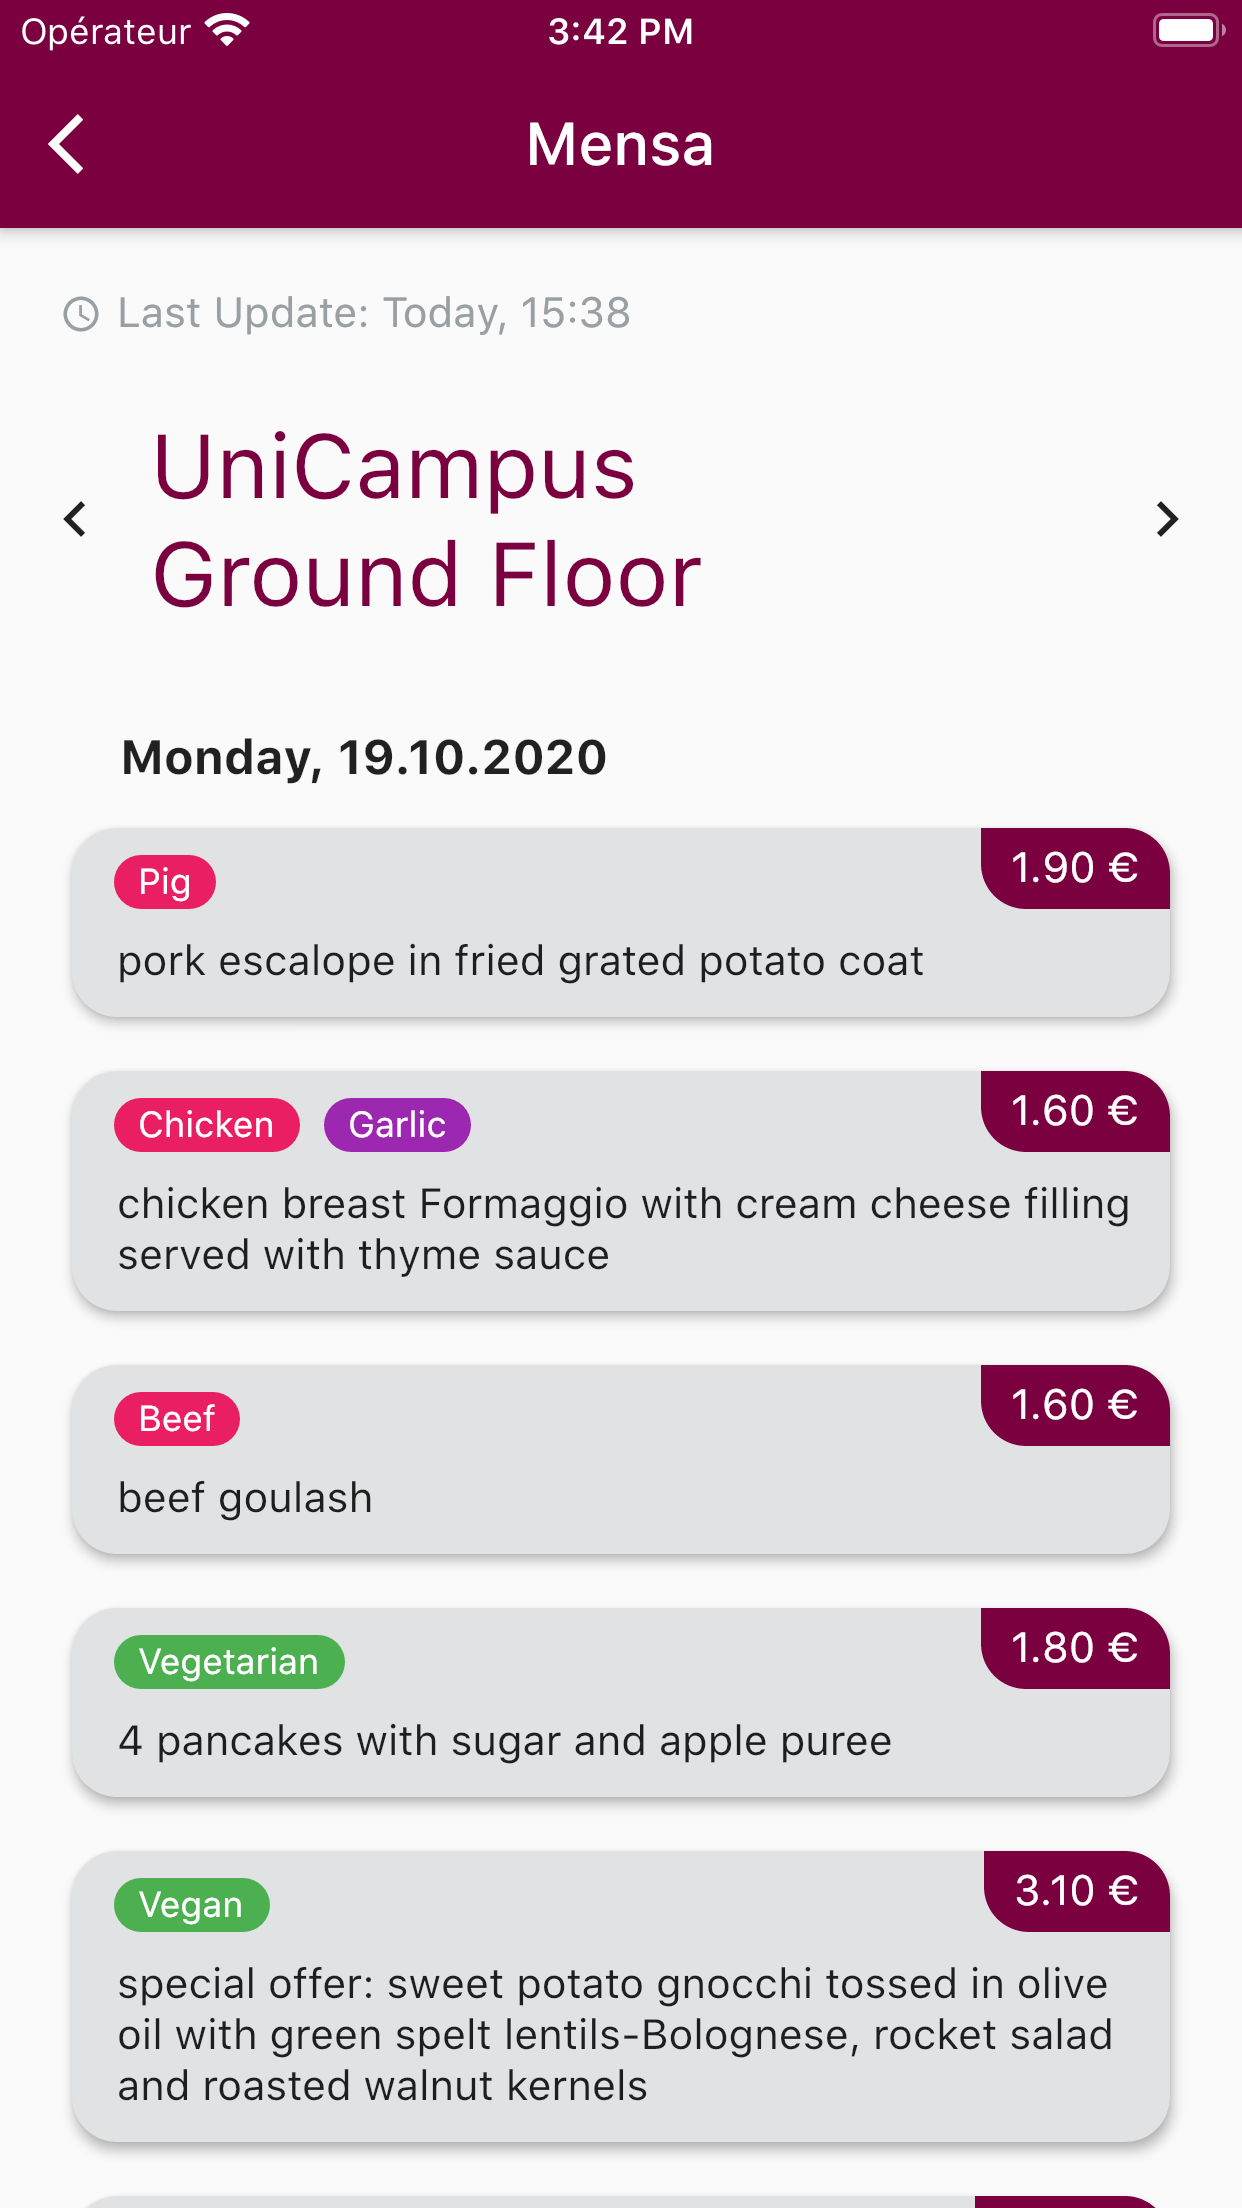 Opérateur 3:42 PM
Mensa
Last Update: Today, 15:38
UniCampus
Ground Floor
Monday, 19.10.2020
Pig 1.90 €
pork escalope in fried grated potato coat
Chicken Garlic 1.60 €
chicken breast Formaggio with cream cheese filling
served with thyme sauce
Beef 1.60 €
beef goulash
Vegetarian 1.80 €
4 pancakes with sugar and apple puree
Vegan 3.10 €
special offer: sweet potato gnocchi tossed in olive
oil with green spelt lentils-Bolognese, rocket salad
and roasted walnut kernels